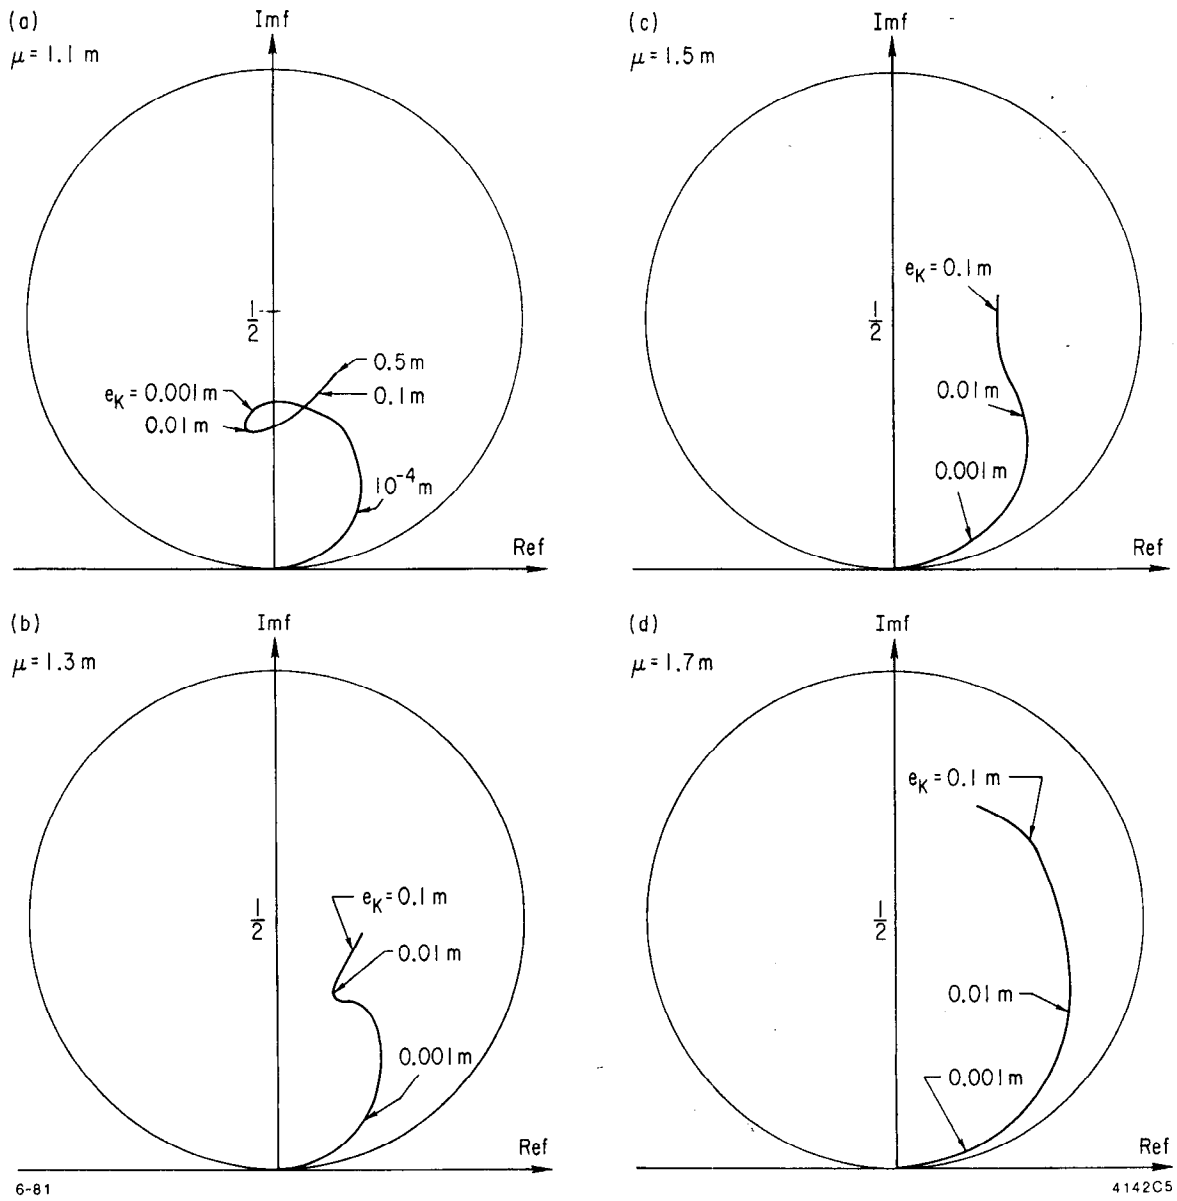 (a)
μ = 1.1 m
Imf
1/2
0.5 m
0.1 m
e_K = 0.001 m
0.01 m
10⁻⁴ m
Ref
(c)
μ = 1.5 m
Imf
e_K = 0.1 m
1/2
0.01 m
0.001 m
Ref
(b)
μ = 1.3 m
Imf
e_K = 0.1 m
1/2
0.01 m
0.001 m
Ref
(d)
μ = 1.7 m
Imf
e_K = 0.1 m
1/2
0.01 m
0.001 m
Ref
6-81
4142C5